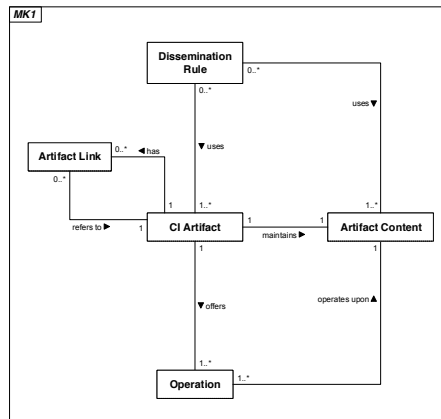 MK1
Dissemination
Rule
0..*
0..*
uses ▼
▼ uses
0..*
◄ has
Artifact Link
0..*
1
1..*
1..*
refers to ►
1
CI Artifact
1
maintains ►
1
Artifact Content
1
1
▼ offers
operates upon ▲
1..*
Operation
1..*